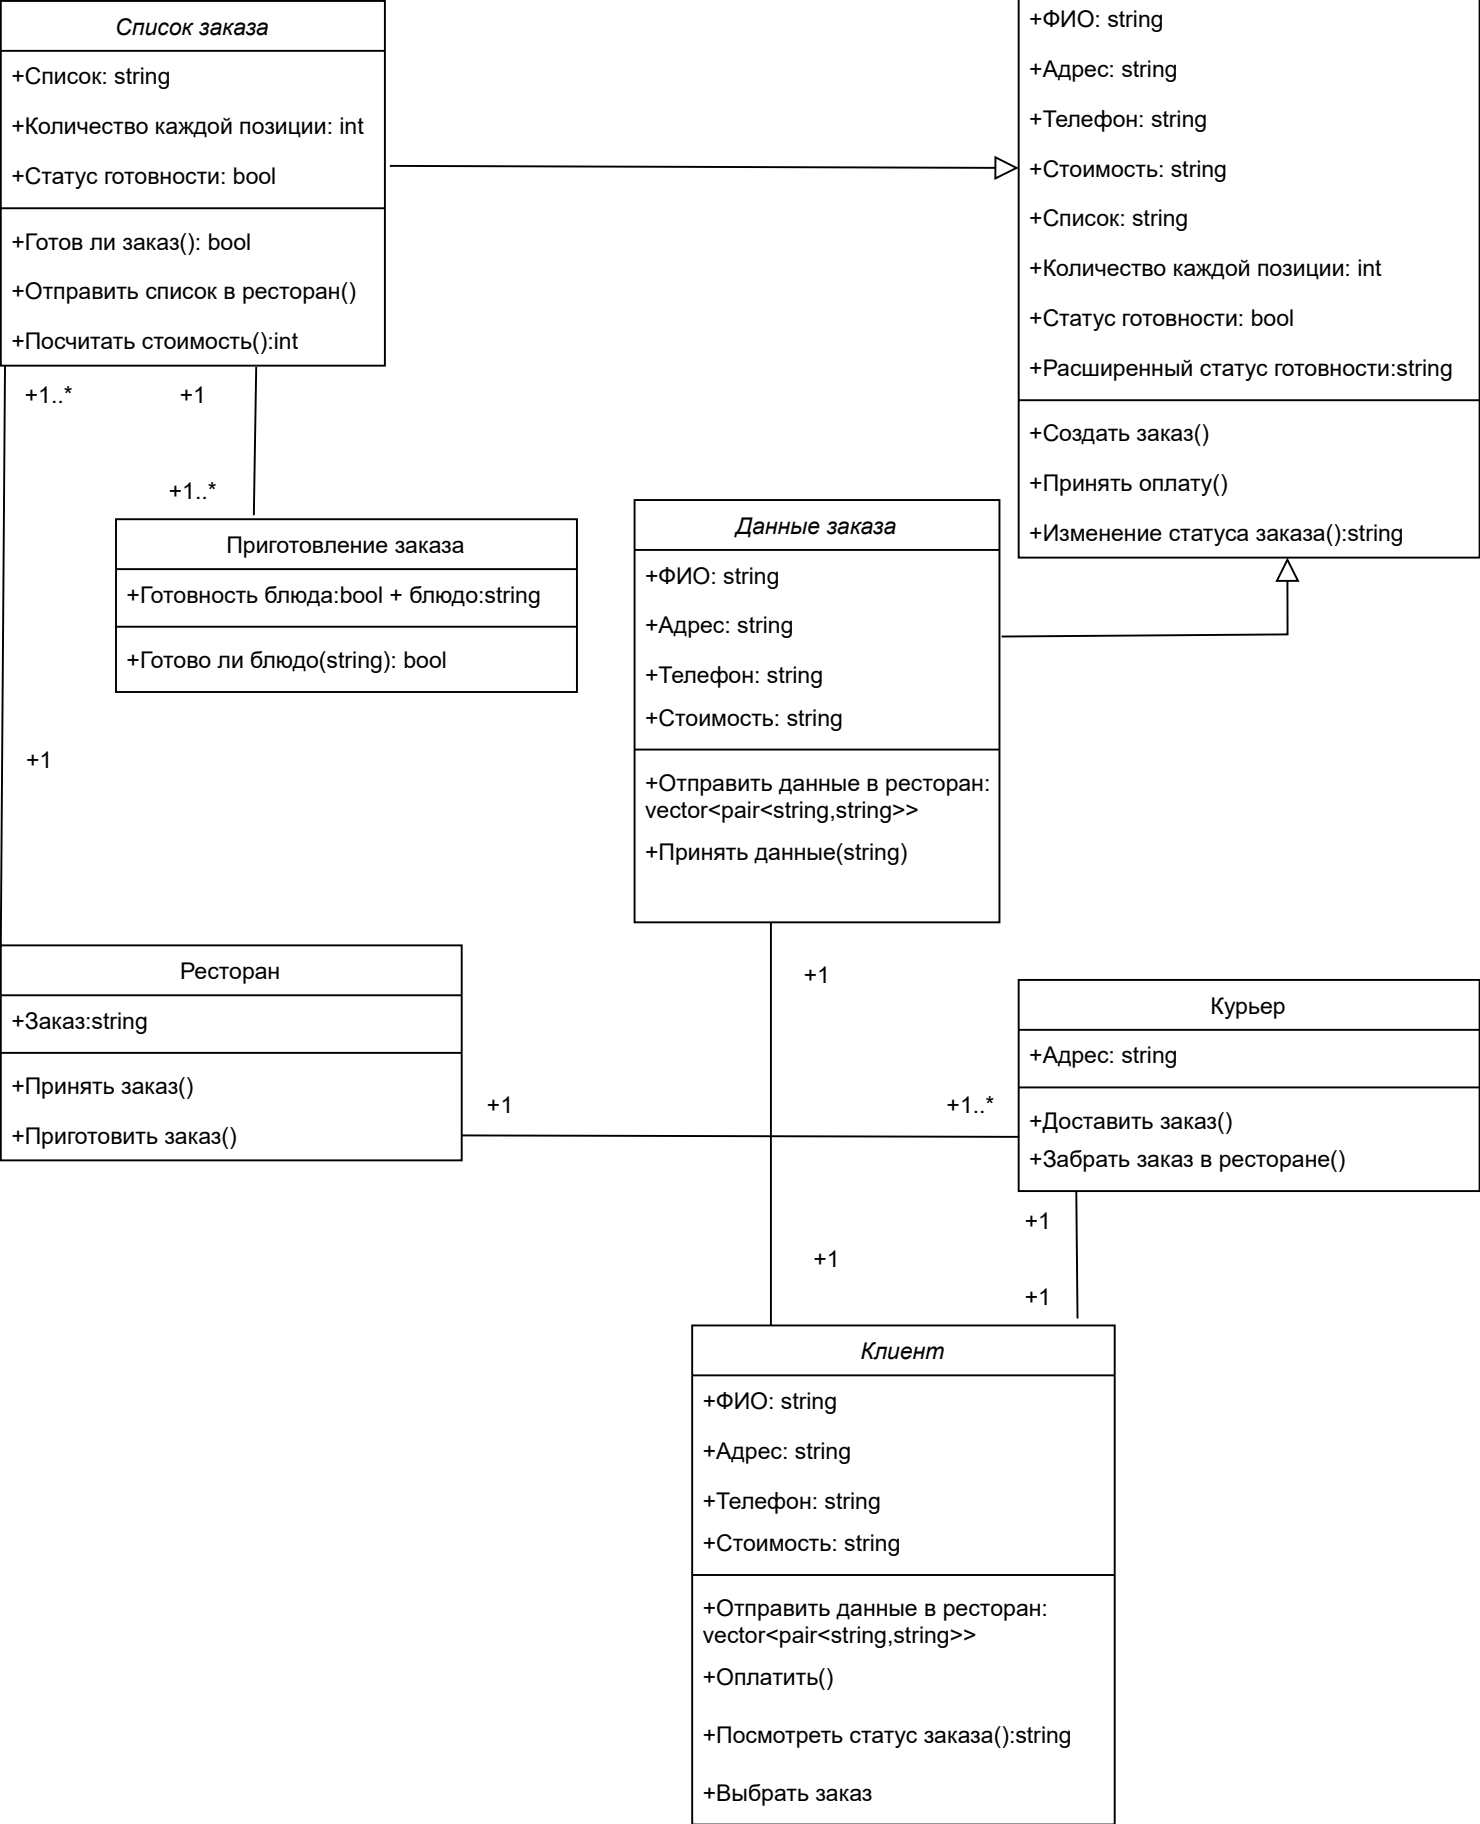 Список заказа
+Список: string
+Количество каждой позиции: int
+Статус готовности: bool
+Готов ли заказ(): bool
+Отправить список в ресторан()
+Посчитать стоимость():int
+ФИО: string
+Адрес: string
+Телефон: string
+Стоимость: string
+Список: string
+Количество каждой позиции: int
+Статус готовности: bool
+Расширенный статус готовности:string
+Создать заказ()
+Принять оплату()
+Изменение статуса заказа():string
+1..*
+1
+1..*
Приготовление заказа
+Готовность блюда:bool + блюдо:string
+Готово ли блюдо(string): bool
+1
Данные заказа
+ФИО: string
+Адрес: string
+Телефон: string
+Стоимость: string
+Отправить данные в ресторан:
vector<pair<string,string>>
+Принять данные(string)
+1
Ресторан
+Заказ:string
+Принять заказ()
+Приготовить заказ()
+1
+1..*
Курьер
+Адрес: string
+Доставить заказ()
+Забрать заказ в ресторане()
+1
+1
+1
Клиент
+ФИО: string
+Адрес: string
+Телефон: string
+Стоимость: string
+Отправить данные в ресторан:
vector<pair<string,string>>
+Оплатить()
+Посмотреть статус заказа():string
+Выбрать заказ